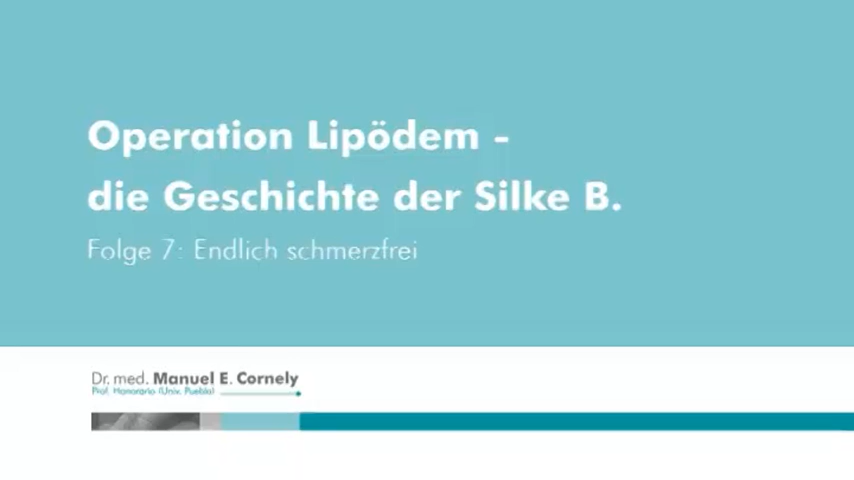 Operation Lipödem -
die Geschichte der Silke B.
Folge 7: Endlich schmerzfrei
Dr. med. Manuel E. Cornely
Prof. Honorario (Univ. Puebla)